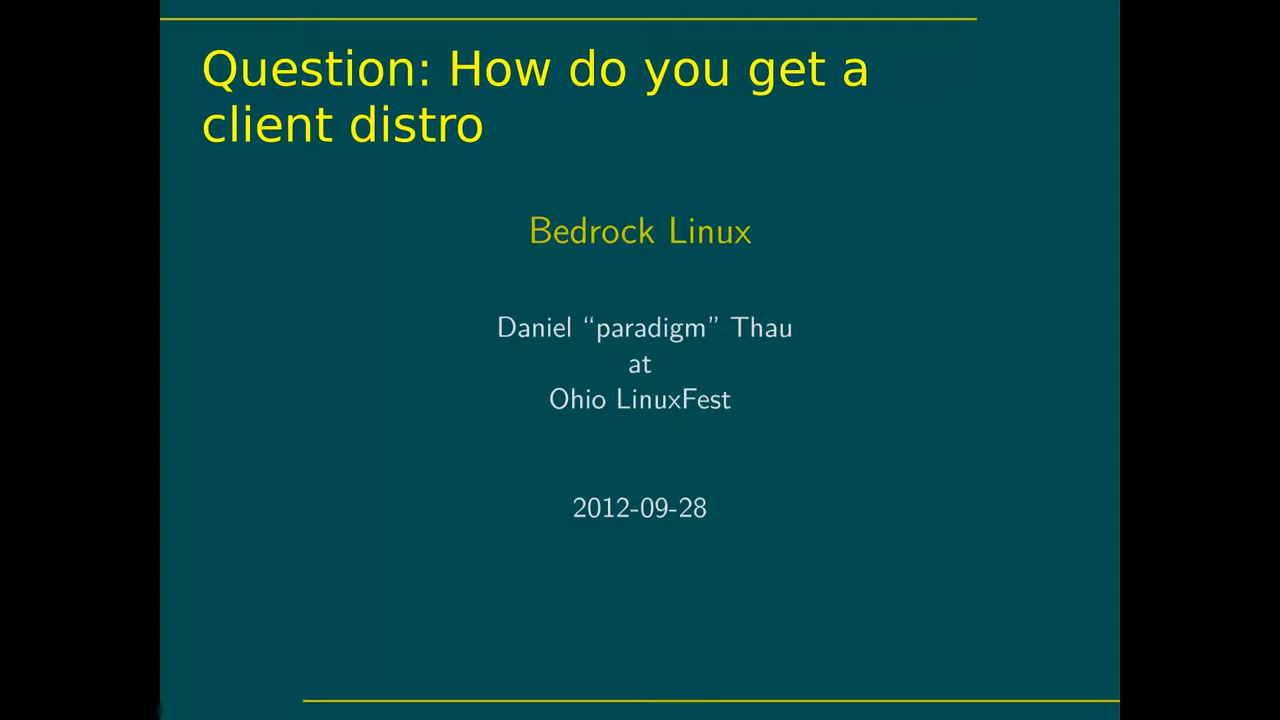 Question: How do you get a
client distro
Bedrock Linux
Daniel “paradigm” Thau
at
Ohio LinuxFest
2012-09-28